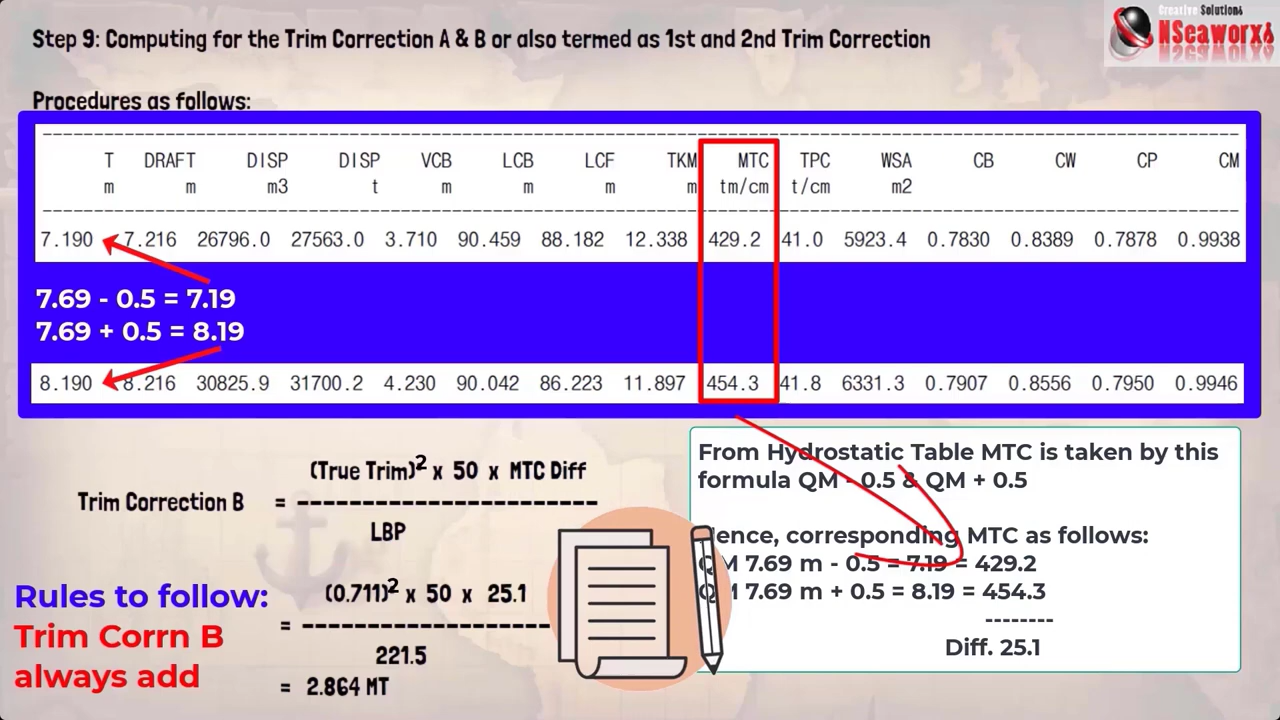 Creative Solutions
NSeaworx6
Step 9: Computing for the Trim Correction A & B or also termed as 1st and 2nd Trim Correction
Procedures as follows:
T DRAFT DISP DISP VCB LCB LCF TKM MTC TPC WSA CB CW CP CM
m m m3 t m m m m tm/cm t/cm m2
7.190 7.216 26796.0 27563.0 3.710 90.459 88.182 12.338 429.2 41.0 5923.4 0.7830 0.8389 0.7878 0.9938
7.69 - 0.5 = 7.19
7.69 + 0.5 = 8.19
8.190 8.216 30825.9 31700.2 4.230 90.042 86.223 11.897 454.3 41.8 6331.3 0.7907 0.8556 0.7950 0.9946
From Hydrostatic Table MTC is taken by this
formula QM - 0.5 & QM + 0.5
Hence, corresponding MTC as follows:
QM 7.69 m - 0.5 = 7.19 = 429.2
QM 7.69 m + 0.5 = 8.19 = 454.3
--------
Diff. 25.1
(True Trim)² x 50 x MTC Diff
Trim Correction B = ------------------------------
LBP
(0.711)² x 50 x 25.1
= ---------------------
221.5
= 2.864 MT
Rules to follow:
Trim Corrn B
always add